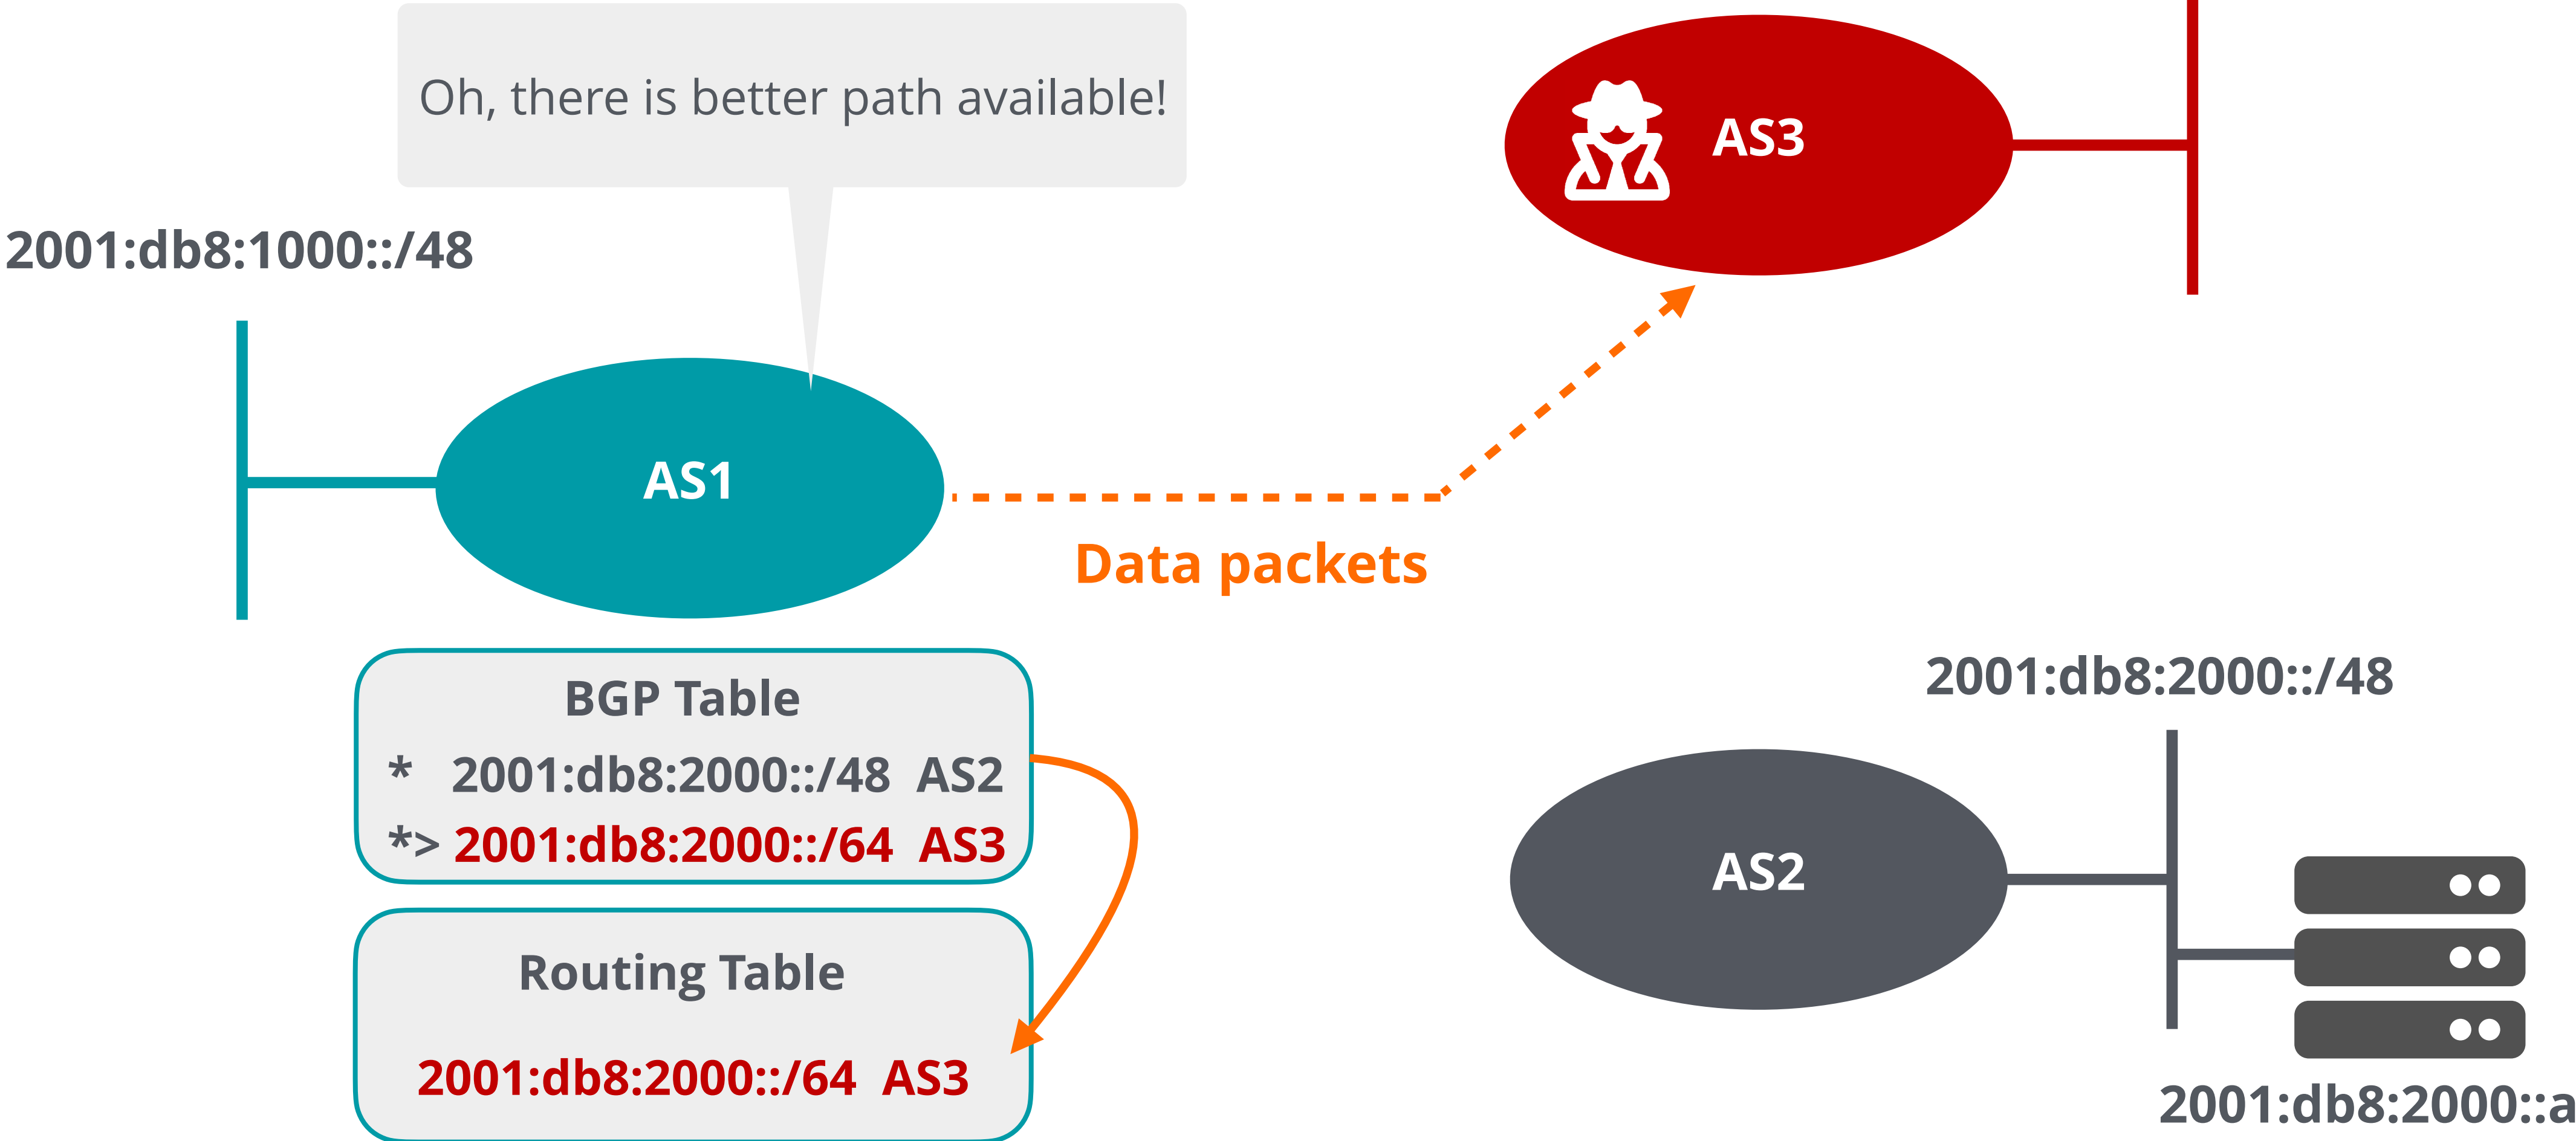 Oh, there is better path available!
AS3
2001:db8:1000::/48
AS1
Data packets
BGP Table
* 2001:db8:2000::/48 AS2
*> 2001:db8:2000::/64 AS3
Routing Table
2001:db8:2000::/64 AS3
2001:db8:2000::/48
AS2
2001:db8:2000::a